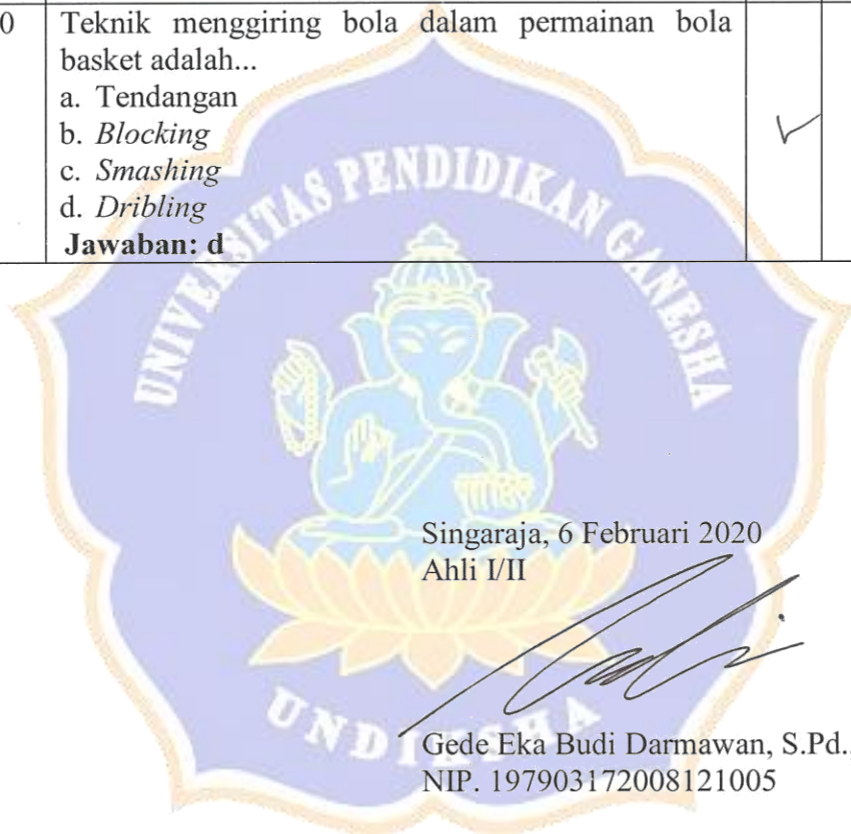 0
Teknik menggiring bola dalam permainan bola
basket adalah...
a. Tendangan
b. Blocking
c. Smashing
d. Dribling
Jawaban: d
UNIVERSITAS PENDIDIKAN GANESHA
Singaraja, 6 Februari 2020
Ahli I/II
UNDIKSHA
Gede Eka Budi Darmawan, S.Pd.
NIP. 197903172008121005